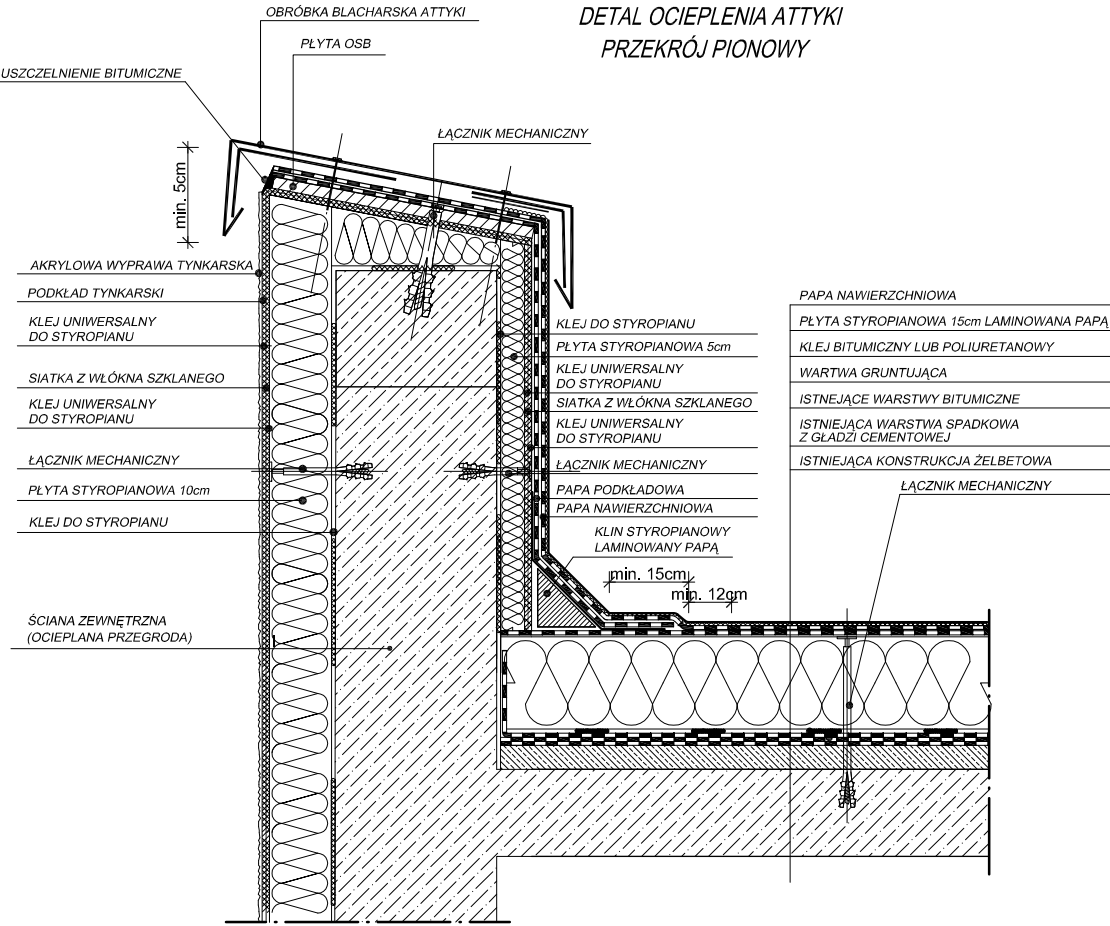 DETAL OCIEPLENIA ATTYKI
PRZEKRÓJ PIONOWY
OBRÓBKA BLACHARSKA ATTYKI
PŁYTA OSB
USZCZELNIENIE BITUMICZNE
ŁĄCZNIK MECHANICZNY
min. 5cm
AKRYLOWA WYPRAWA TYNKARSKA
PODKŁAD TYNKARSKI
KLEJ UNIWERSALNY
DO STYROPIANU
SIATKA Z WŁÓKNA SZKLANEGO
KLEJ UNIWERSALNY
DO STYROPIANU
ŁĄCZNIK MECHANICZNY
PŁYTA STYROPIANOWA 10cm
KLEJ DO STYROPIANU
ŚCIANA ZEWNĘTRZNA
(OCIEPLANA PRZEGRODA)
KLEJ DO STYROPIANU
PŁYTA STYROPIANOWA 5cm
KLEJ UNIWERSALNY
DO STYROPIANU
SIATKA Z WŁÓKNA SZKLANEGO
KLEJ UNIWERSALNY
DO STYROPIANU
ŁĄCZNIK MECHANICZNY
PAPA PODKŁADOWA
PAPA NAWIERZCHNIOWA
KLIN STYROPIANOWY
LAMINOWANY PAPĄ
min. 15cm
min. 12cm
PAPA NAWIERZCHNIOWA
PŁYTA STYROPIANOWA 15cm LAMINOWANA PAPĄ
KLEJ BITUMICZNY LUB POLIURETANOWY
WARTWA GRUNTUJĄCA
ISTNIEJĄCE WARSTWY BITUMICZNE
ISTNIEJĄCA WARSTWA SPADKOWA
Z GŁADZI CEMENTOWEJ
ISTNIEJĄCA KONSTRUKCJA ŻELBETOWA
ŁĄCZNIK MECHANICZNY